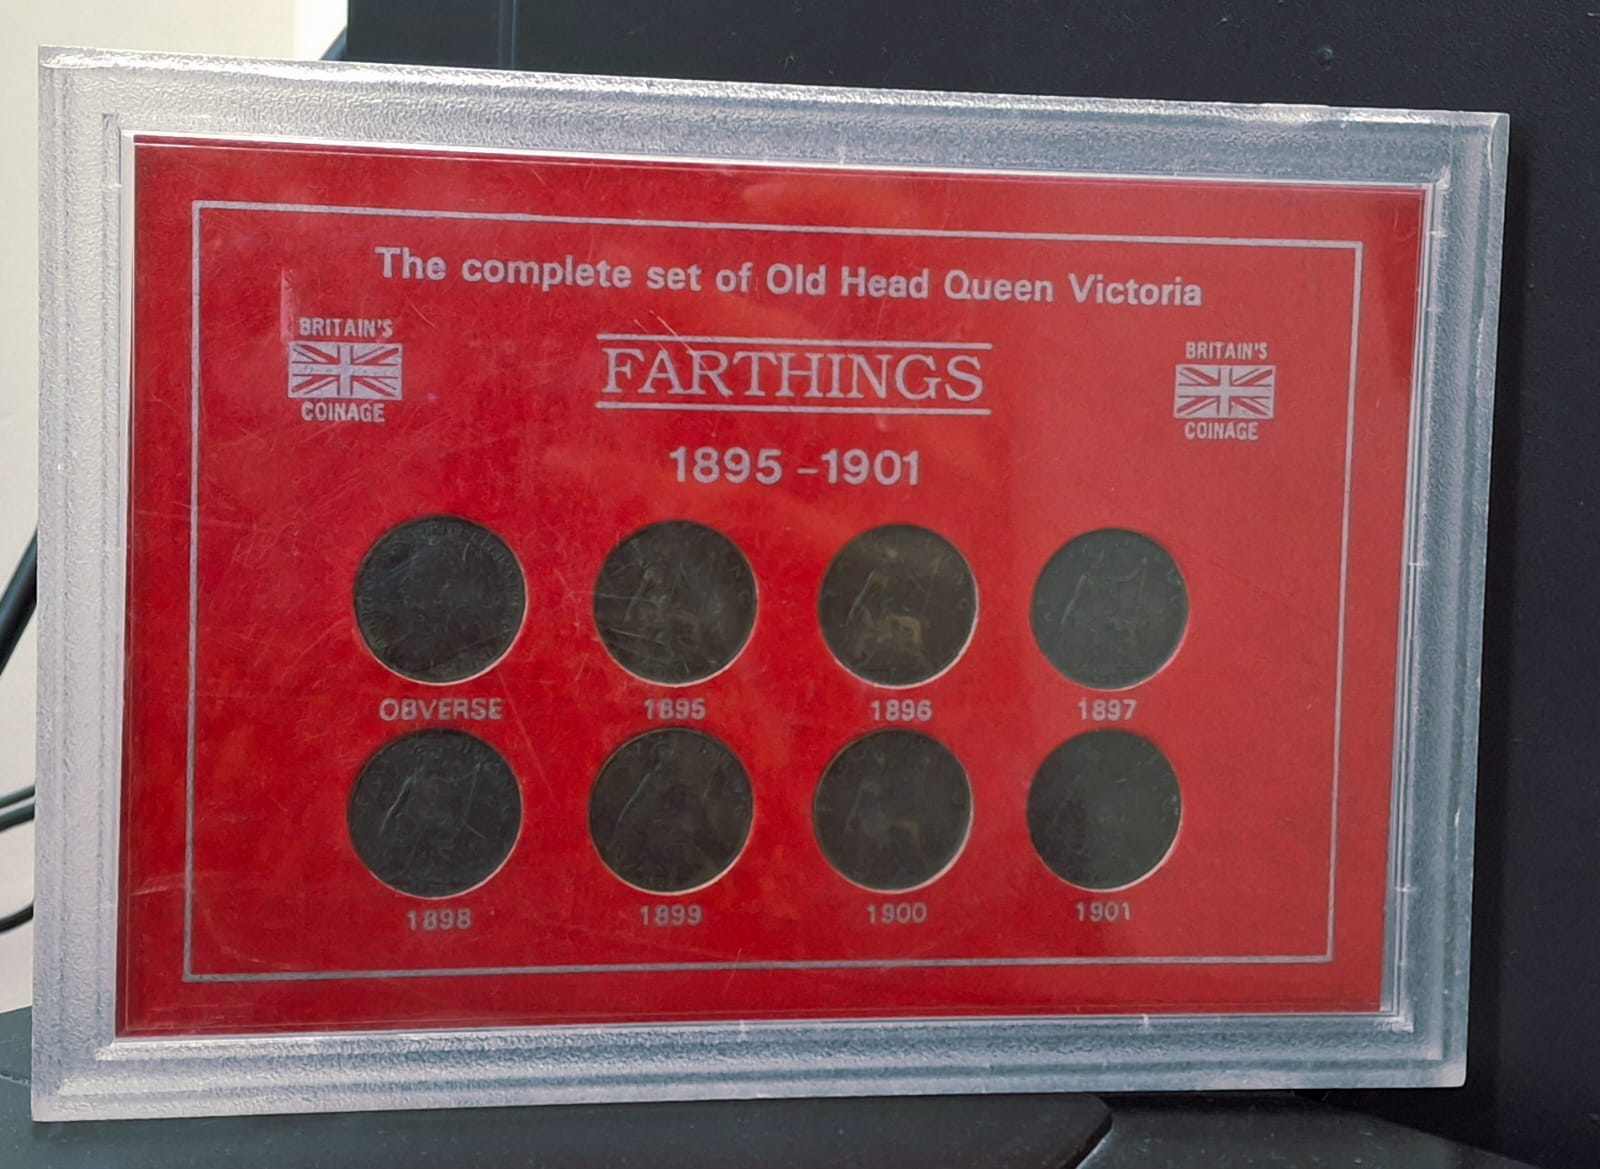 The complete set of Old Head Queen Victoria
BRITAIN'S
COINAGE
FARTHINGS
BRITAIN'S
COINAGE
1895 - 1901
OBVERSE
1895
1896
1897
1898
1899
1900
1901